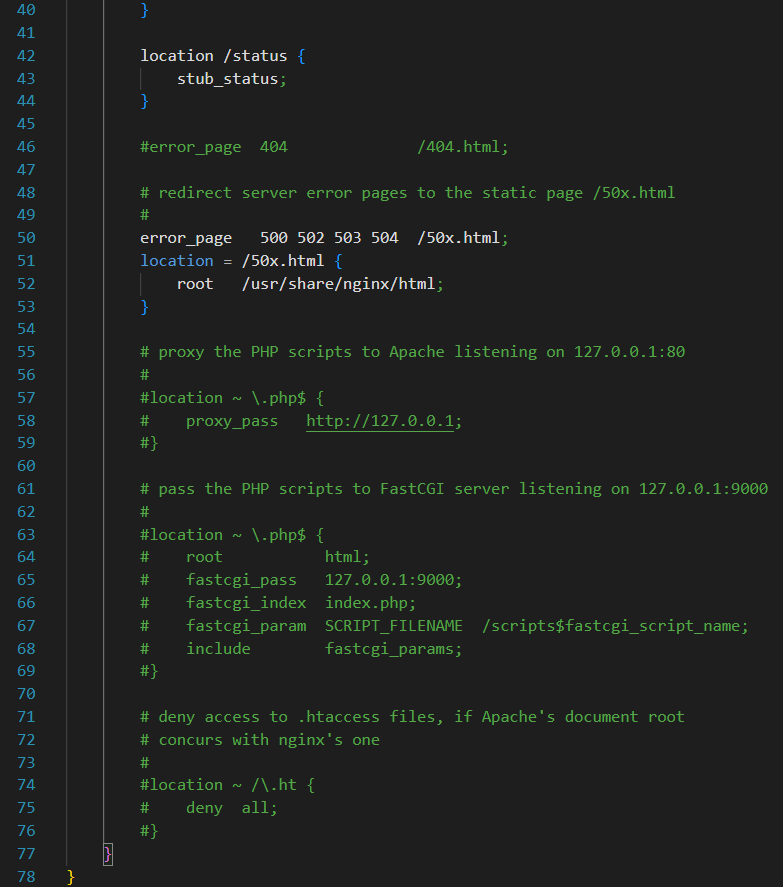 40 }
41
42 location /status {
43 stub_status;
44 }
45
46 #error_page  404              /404.html;
47
48 # redirect server error pages to the static page /50x.html
49 #
50 error_page   500 502 503 504  /50x.html;
51 location = /50x.html {
52 root   /usr/share/nginx/html;
53 }
54
55 # proxy the PHP scripts to Apache listening on 127.0.0.1:80
56 #
57 #location ~ \.php$ {
58 #    proxy_pass   http://127.0.0.1;
59 #}
60
61 # pass the PHP scripts to FastCGI server listening on 127.0.0.1:9000
62 #
63 #location ~ \.php$ {
64 #    root           html;
65 #    fastcgi_pass   127.0.0.1:9000;
66 #    fastcgi_index  index.php;
67 #    fastcgi_param  SCRIPT_FILENAME  /scripts$fastcgi_script_name;
68 #    include        fastcgi_params;
69 #}
70
71 # deny access to .htaccess files, if Apache's document root
72 # concurs with nginx's one
73 #
74 #location ~ /\.ht {
75 #    deny  all;
76 #}
77 }
78 }